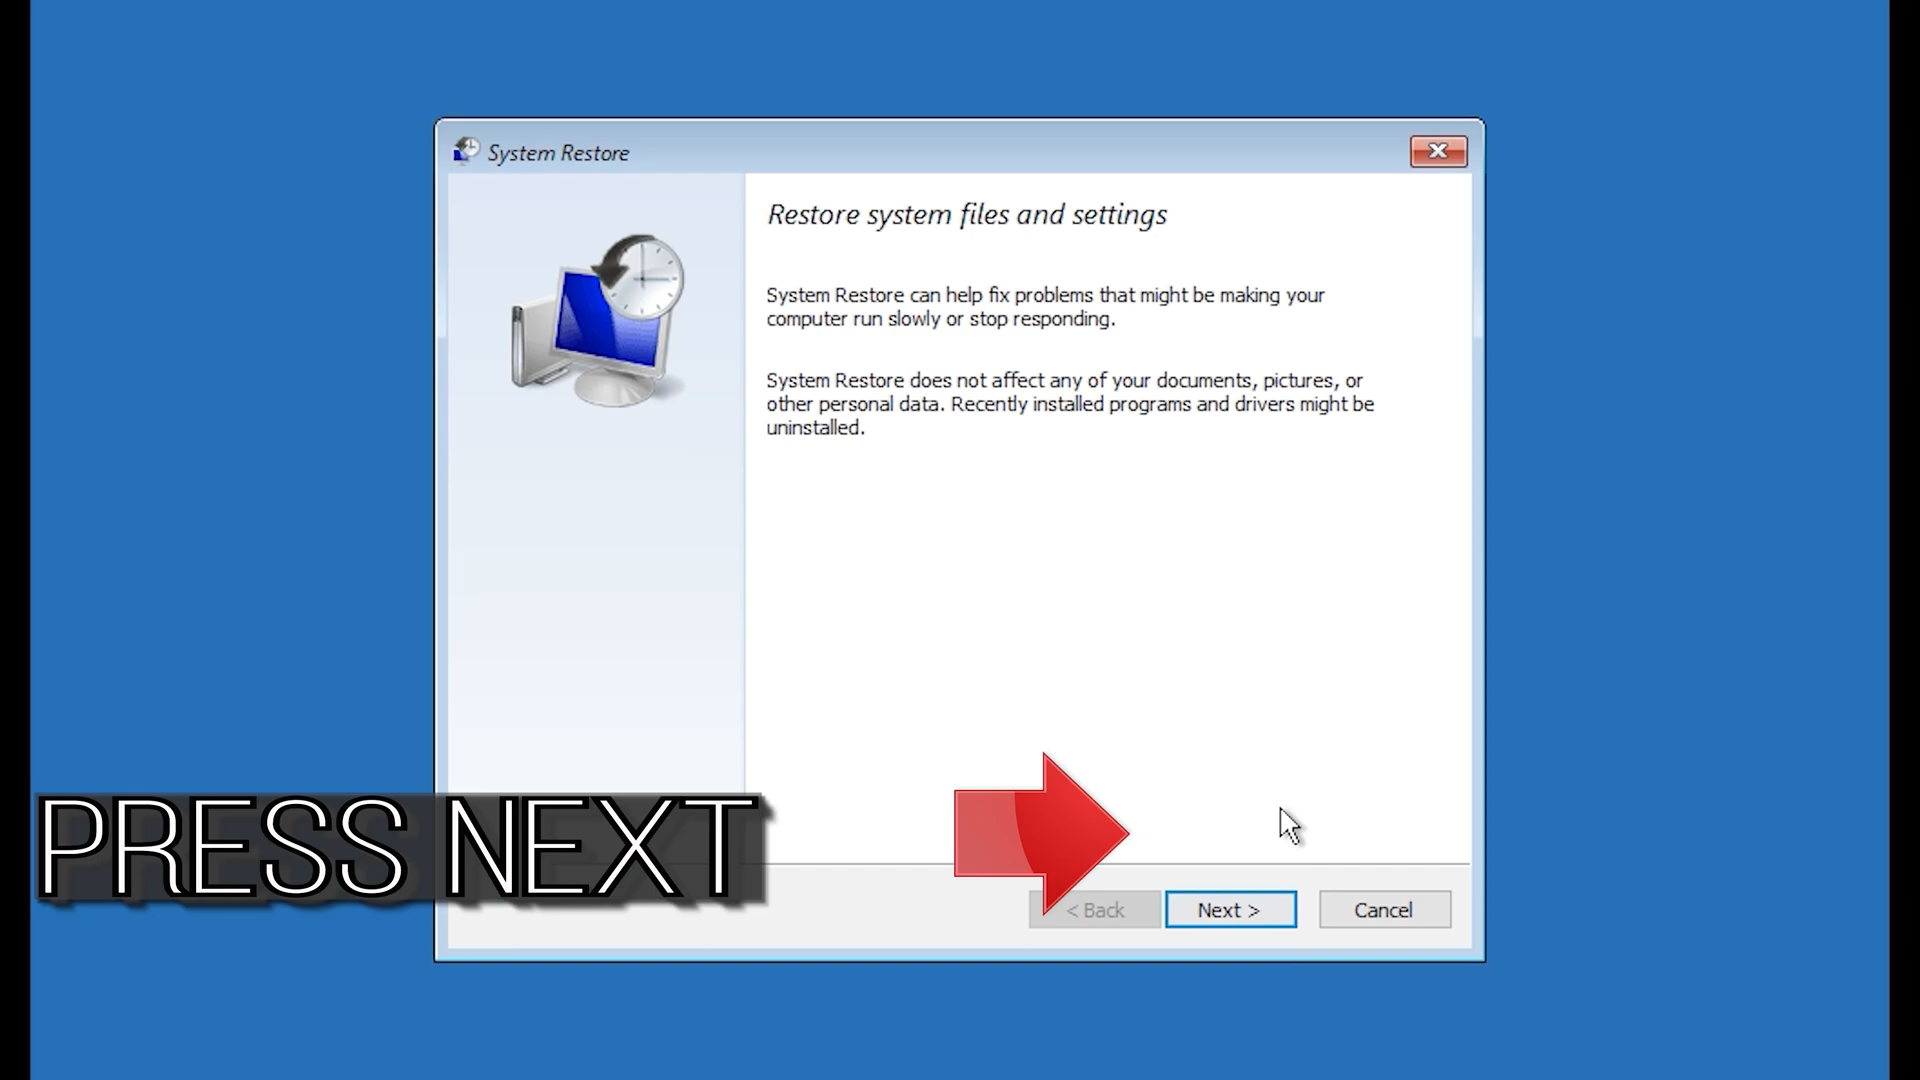 System Restore
Restore system files and settings
System Restore can help fix problems that might be making your
computer run slowly or stop responding.
System Restore does not affect any of your documents, pictures, or
other personal data. Recently installed programs and drivers might be
uninstalled.
PRESS NEXT
< Back
Next >
Cancel